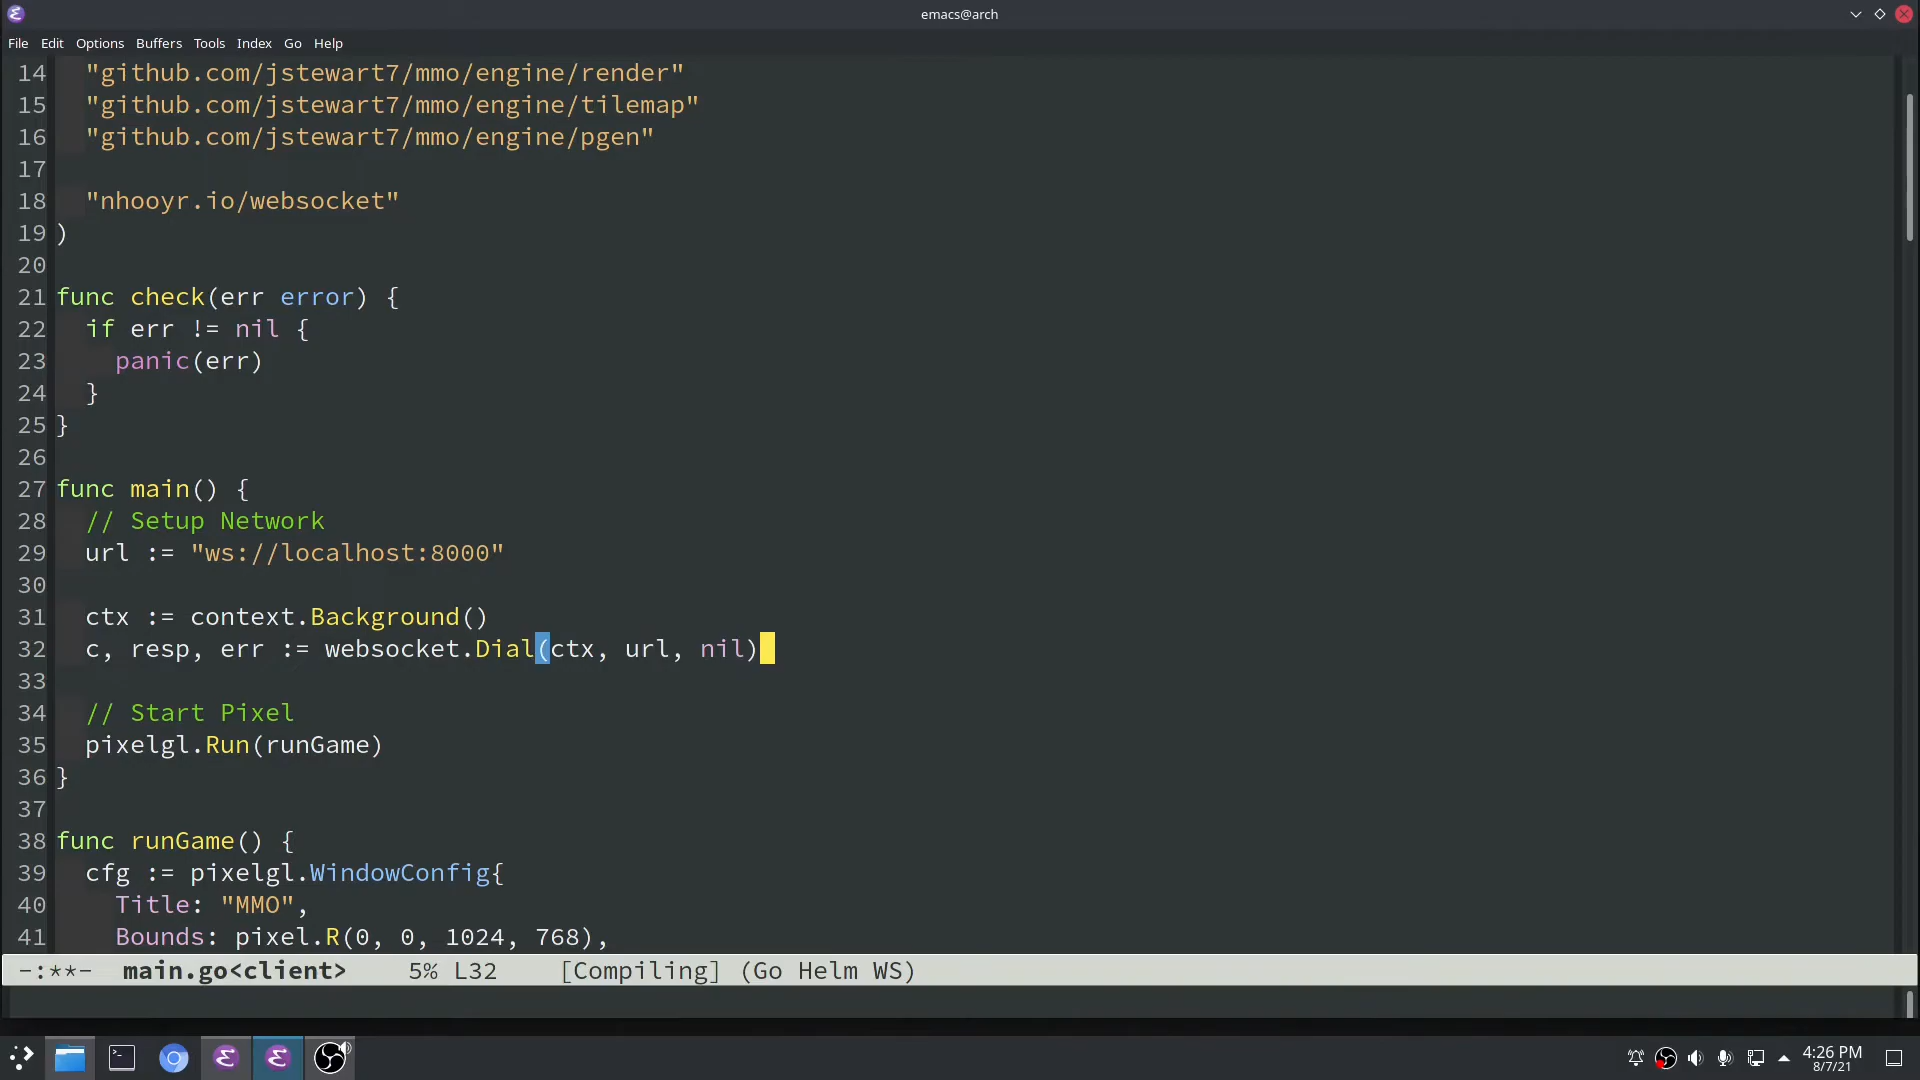 emacs@arch
File Edit Options Buffers Tools Index Go Help
14 "github.com/jstewart7/mmo/engine/render"
15 "github.com/jstewart7/mmo/engine/tilemap"
16 "github.com/jstewart7/mmo/engine/pgen"
17
18 "nhooyr.io/websocket"
19 )
20
21 func check(err error) {
22 if err != nil {
23 panic(err)
24 }
25 }
26
27 func main() {
28 // Setup Network
29 url := "ws://localhost:8000"
30
31 ctx := context.Background()
32 c, resp, err := websocket.Dial(ctx, url, nil)
33
34 // Start Pixel
35 pixelgl.Run(runGame)
36 }
37
38 func runGame() {
39 cfg := pixelgl.WindowConfig{
40 Title: "MMO",
41 Bounds: pixel.R(0, 0, 1024, 768),
-:**- main.go<client> 5% L32 [Compiling] (Go Helm WS)
4:26 PM
8/7/21